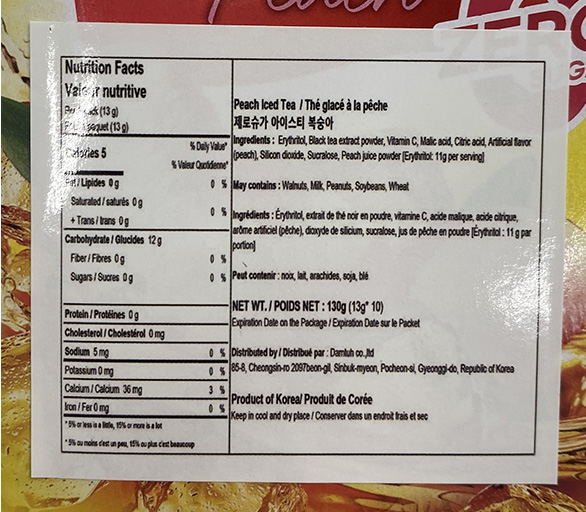 Peach
ZERO
Nutrition Facts
Valeur nutritive
Per pack (13 g)
paquet (13 g)
% Daily Value*
Calories 5
% Valeur Quotidienne*
Fat / Lipides 0 g 0 %
Saturated / saturés 0 g
+ Trans / trans 0 g 0 %
Carbohydrate / Glucides 12 g
Fiber / Fibres 0 g 0 %
Sugars / Sucres 0 g 0 %
Protein / Protéines 0 g
Cholesterol / Cholestérol 0 mg
Sodium 5 mg 0 %
Potassium 0 mg 0 %
Calcium / Calcium 36 mg 3 %
Iron / Fer 0 mg 0 %
* 5% or less is a little, 15% or more is a lot
* 5% ou moins c'est un peu, 15% ou plus c'est beaucoup
Peach Iced Tea / Thé glacé à la pêche
제로슈가 아이스티 복숭아
Ingredients : Erythritol, Black tea extract powder, Vitamin C, Malic acid, Citric acid, Artificial flavor
(peach), Silicon dioxide, Sucralose, Peach juice powder [Erythritol: 11g per serving]
May contains : Walnuts, Milk, Peanuts, Soybeans, Wheat
Ingrédients : Érythritol, extrait de thé noir en poudre, vitamine C, acide malique, acide citrique,
arôme artificiel (pêche), dioxyde de silicium, sucralose, jus de pêche en poudre [Érythritol : 11 g par
portion]
Peut contenir : noix, lait, arachides, soja, blé
NET WT. / POIDS NET : 130g (13g* 10)
Expiration Date on the Package / Expiration Date sur le Packet
Distributed by / Distribué par : Damtuh co.,ltd
85-8, Cheongsin-ro 2097beon-gil, Sinbuk-myeon, Pocheon-si, Gyeonggi-do, Republic of Korea
Product of Korea/ Produit de Corée
Keep in cool and dry place / Conserver dans un endroit frais et sec